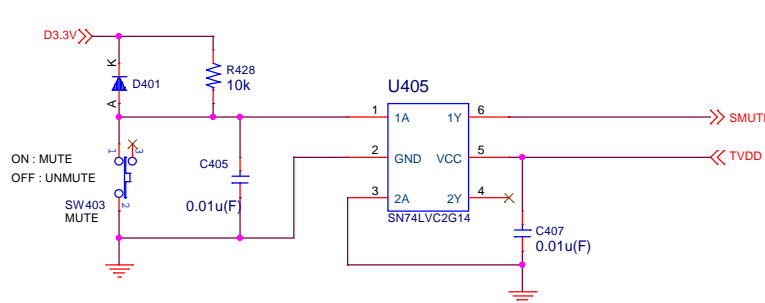 D3.3V
K
D401
A
R428
10k
U405
1
1A
1Y
6
SMUTE
2
GND
VCC
5
TVDD
3
2A
2Y
4
SN74LVC2G14
ON : MUTE
OFF : UNMUTE
1
3
2
SW403
MUTE
C405
0.01u(F)
C407
0.01u(F)